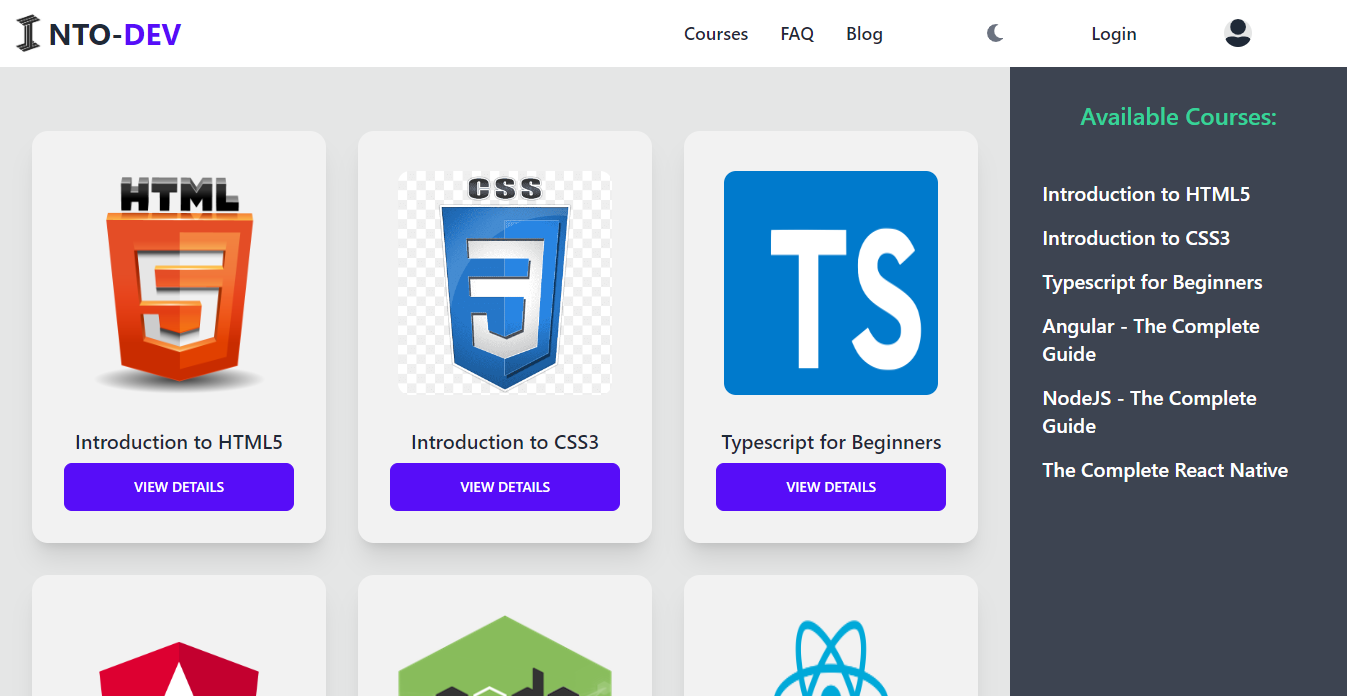 INTO-DEV
Courses
FAQ
Blog
Login
HTML
5
Introduction to HTML5
VIEW DETAILS
CSS
3
Introduction to CSS3
VIEW DETAILS
TS
Typescript for Beginners
VIEW DETAILS
node
Available Courses:
Introduction to HTML5
Introduction to CSS3
Typescript for Beginners
Angular - The Complete
Guide
NodeJS - The Complete
Guide
The Complete React Native